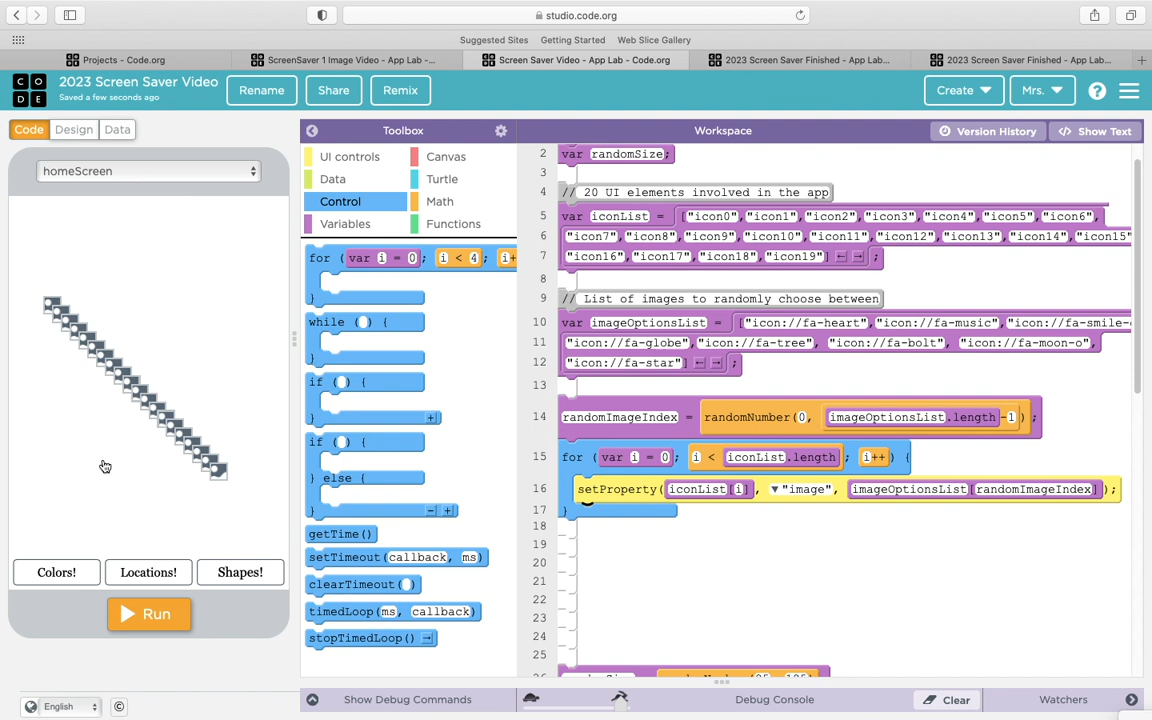 studio.code.org
Suggested Sites Getting Started Web Slice Gallery
Projects - Code.org
ScreenSaver 1 Image Video - App Lab -...
Screen Saver Video - App Lab - Code.org
2023 Screen Saver Finished - App Lab...
2023 Screen Saver Finished - App Lab...
C O D E
2023 Screen Saver Video
Saved a few seconds ago
Rename Share Remix Create Mrs. ?
Code Design Data
homeScreen
Colors! Locations! Shapes!
Run
English ©
Toolbox
UI controls Canvas
Data Turtle
Control Math
Variables Functions
for (var i = 0; i < 4; i+
}
while () {
}
if () {
}
if () {
} else {
}
getTime()
setTimeout(callback, ms)
clearTimeout()
timedLoop(ms, callback)
stopTimedLoop()
Show Debug Commands
Workspace Version History Show Text
2 var randomSize;
3
4 // 20 UI elements involved in the app
5 var iconList = ["icon0","icon1","icon2","icon3","icon4","icon5","icon6",
6 "icon7","icon8","icon9","icon10","icon11","icon12","icon13","icon14","icon15"
7 "icon16","icon17","icon18","icon19"];
8
9 // List of images to randomly choose between
10 var imageOptionsList = ["icon://fa-heart","icon://fa-music","icon://fa-smile-
11 "icon://fa-globe","icon://fa-tree", "icon://fa-bolt", "icon://fa-moon-o",
12 "icon://fa-star"];
13
14 randomImageIndex = randomNumber(0, imageOptionsList.length-1);
15 for (var i = 0; i < iconList.length; i++) {
16 setProperty(iconList[i], "image", imageOptionsList[randomImageIndex]);
17 }
18
19
20
21
22
23
24
25
Debug Console Clear Watchers